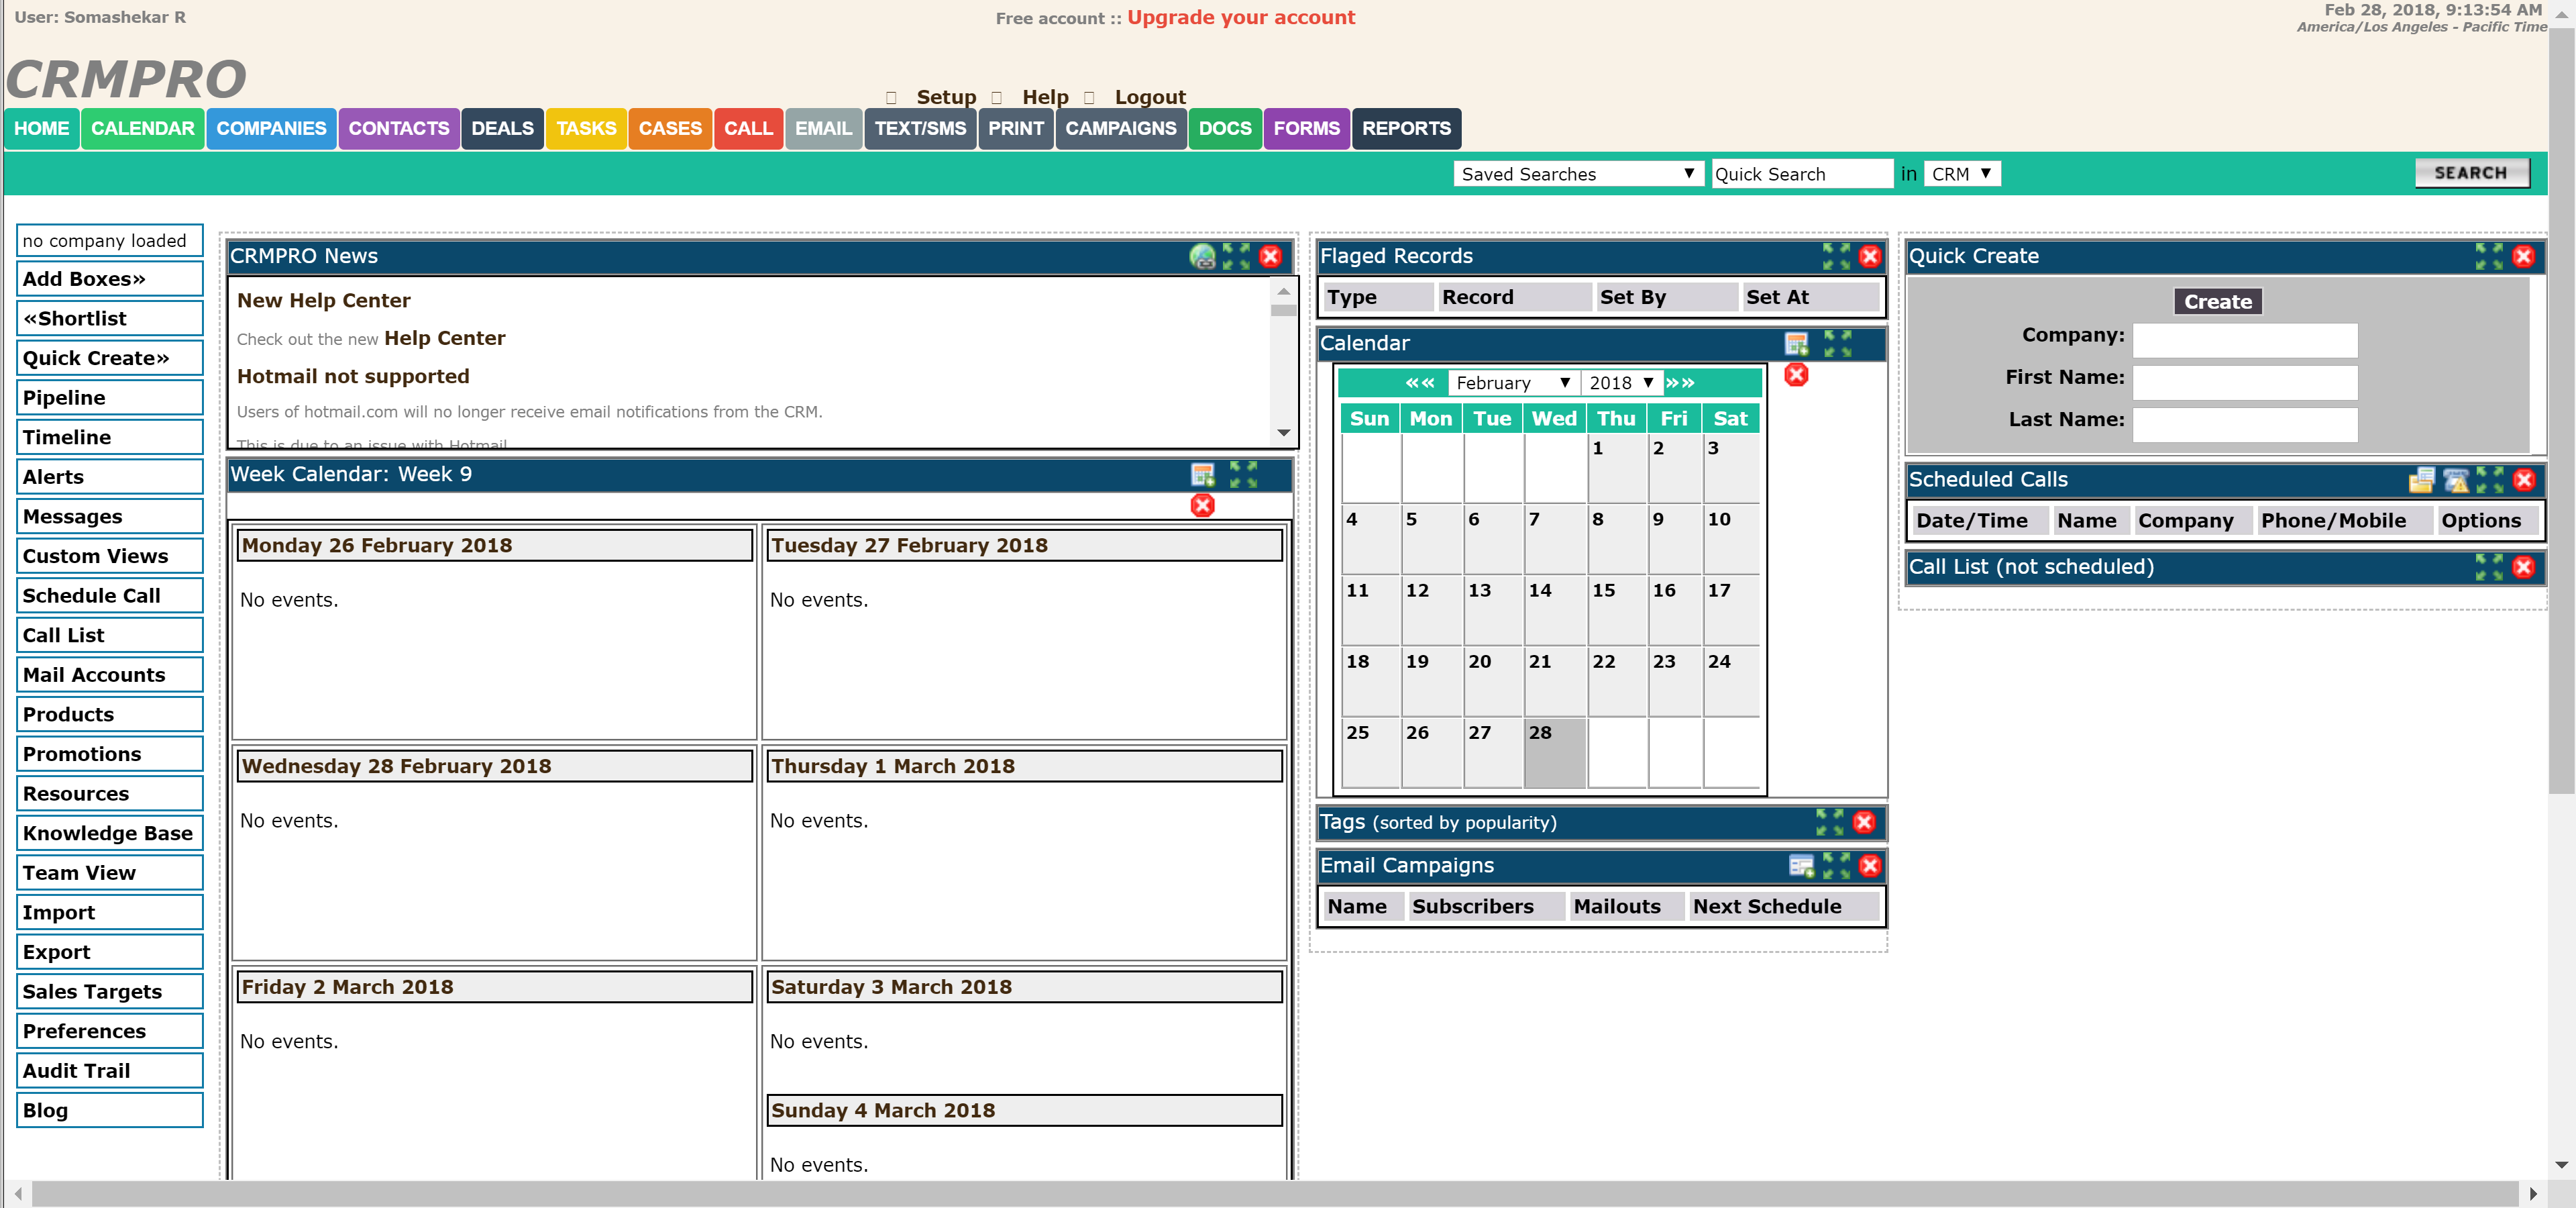 User: Somashekar R
Free account :: Upgrade your account
Feb 28, 2018, 9:13:54 AM
America/Los Angeles - Pacific Time
CRMPRO
Setup Help Logout
HOME CALENDAR COMPANIES CONTACTS DEALS TASKS CASES CALL EMAIL TEXT/SMS PRINT CAMPAIGNS DOCS FORMS REPORTS
Saved Searches Quick Search in CRM SEARCH
no company loaded
Add Boxes»
«Shortlist
Quick Create»
Pipeline
Timeline
Alerts
Messages
Custom Views
Schedule Call
Call List
Mail Accounts
Products
Promotions
Resources
Knowledge Base
Team View
Import
Export
Sales Targets
Preferences
Audit Trail
Blog
CRMPRO News
New Help Center
Check out the new Help Center
Hotmail not supported
Users of hotmail.com will no longer receive email notifications from the CRM.
This is due to an issue with Hotmail
Week Calendar: Week 9
Monday 26 February 2018
No events.
Tuesday 27 February 2018
No events.
Wednesday 28 February 2018
No events.
Thursday 1 March 2018
No events.
Friday 2 March 2018
No events.
Saturday 3 March 2018
No events.
Sunday 4 March 2018
No events.
Flaged Records
Type Record Set By Set At
Calendar
«« February 2018 »»
Sun Mon Tue Wed Thu Fri Sat
1 2 3
4 5 6 7 8 9 10
11 12 13 14 15 16 17
18 19 20 21 22 23 24
25 26 27 28
Tags (sorted by popularity)
Email Campaigns
Name Subscribers Mailouts Next Schedule
Quick Create
Create
Company:
First Name:
Last Name:
Scheduled Calls
Date/Time Name Company Phone/Mobile Options
Call List (not scheduled)